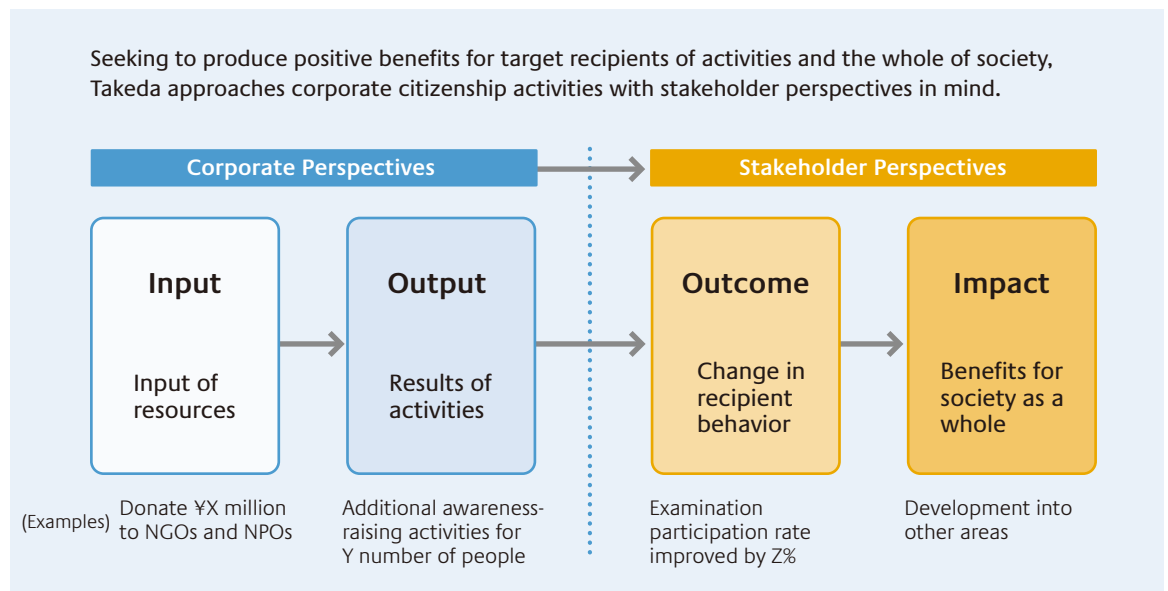 Seeking to produce positive benefits for target recipients of activities and the whole of society,
Takeda approaches corporate citizenship activities with stakeholder perspectives in mind.
Corporate Perspectives
Stakeholder Perspectives
Input
Input of
resources
Output
Results of
activities
Outcome
Change in
recipient
behavior
Impact
Benefits for
society as a
whole
(Examples)
Donate ¥X million
to NGOs and NPOs
Additional awareness-
raising activities for
Y number of people
Examination
participation rate
improved by Z%
Development into
other areas